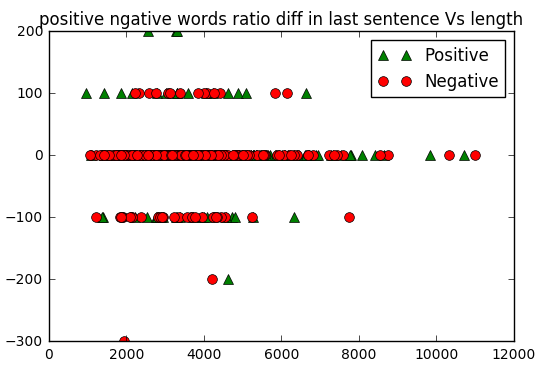 positive ngative words ratio diff in last sentence Vs length
200
Positive
Negative
100
0
−100
−200
−300
0 2000 4000 6000 8000 10000 12000